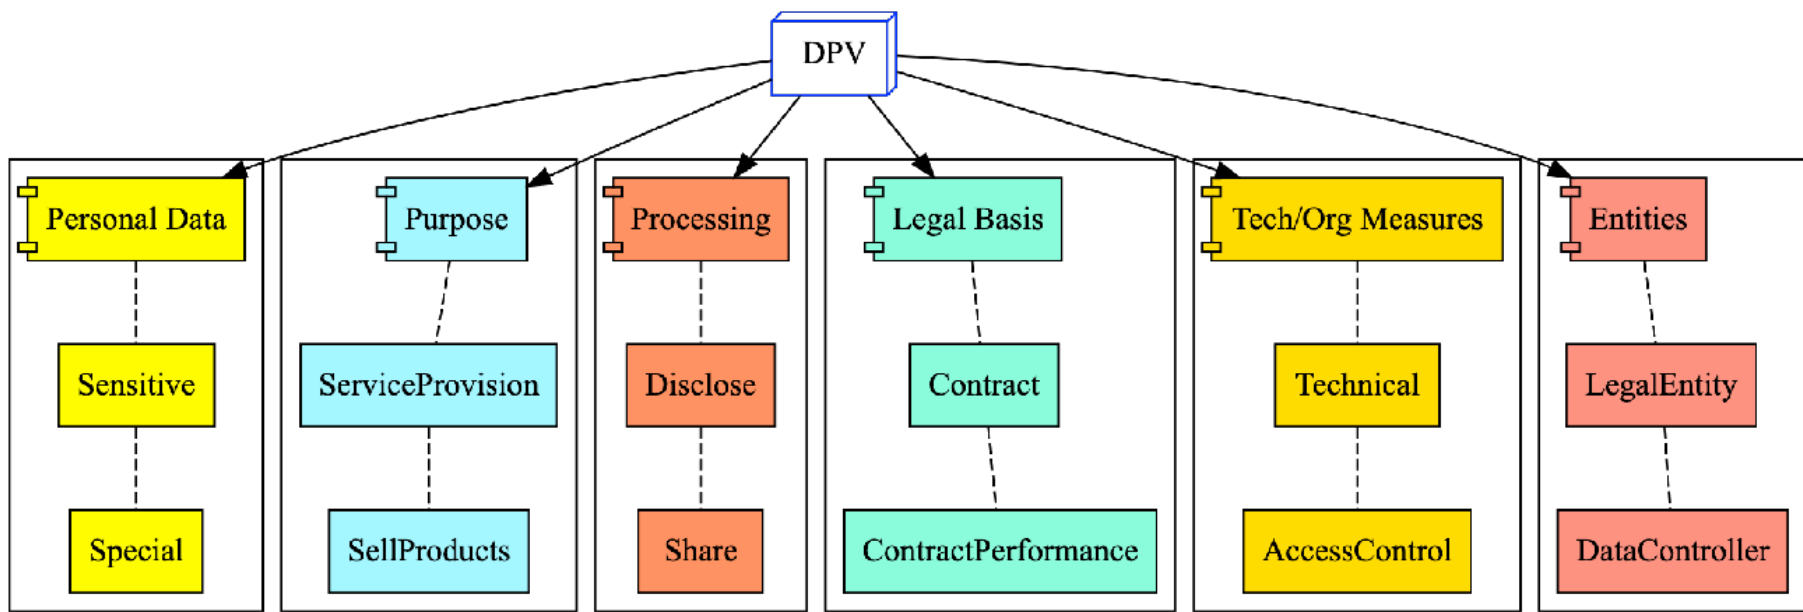 DPV
Personal Data
Purpose
Processing
Legal Basis
Tech/Org Measures
Entities
Sensitive
ServiceProvision
Disclose
Contract
Technical
LegalEntity
Special
SellProducts
Share
ContractPerformance
AccessControl
DataController